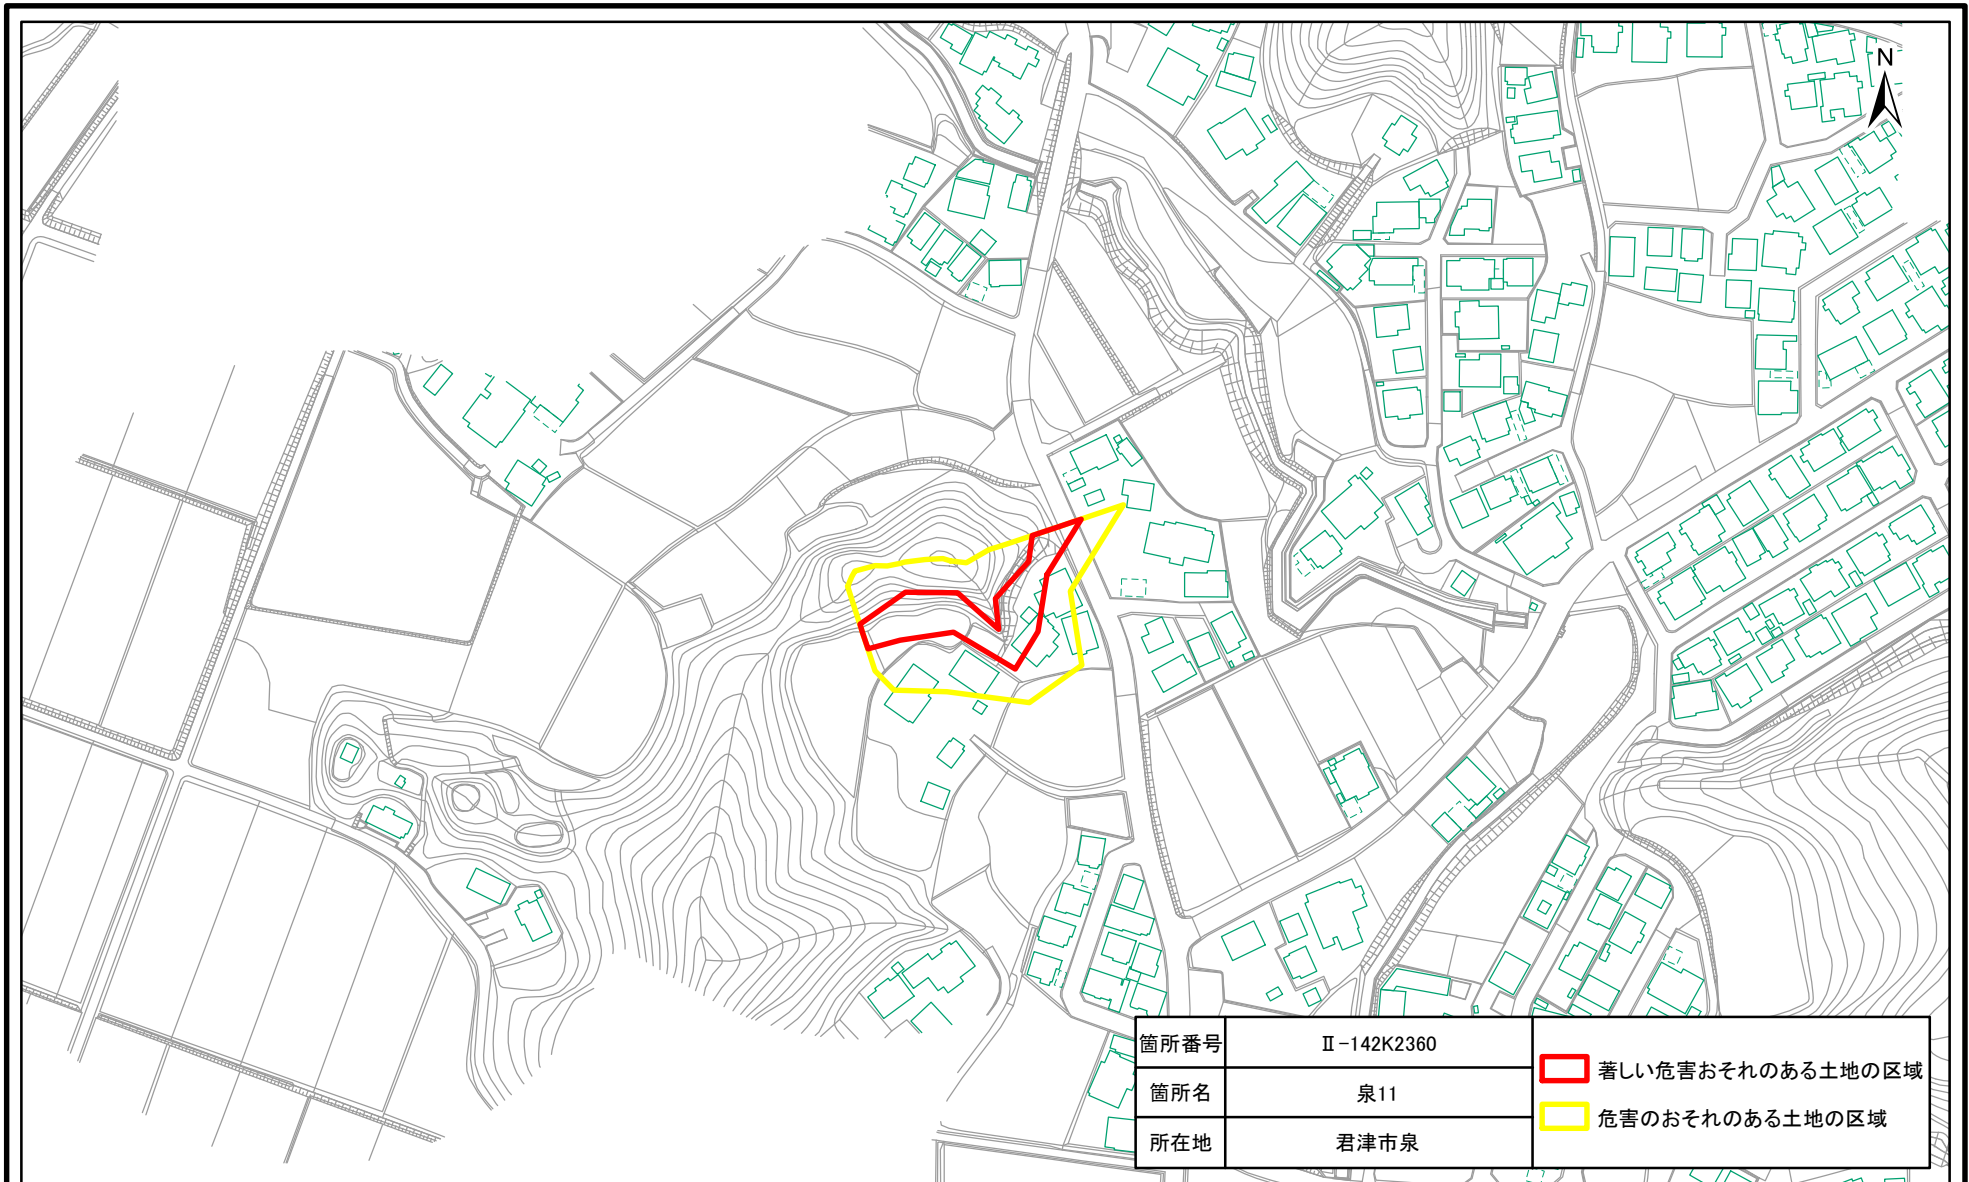 N
箇所番号 Ⅱ-142K2360
箇所名 泉11
所在地 君津市泉
著しい危害おそれのある土地の区域
危害のおそれのある土地の区域